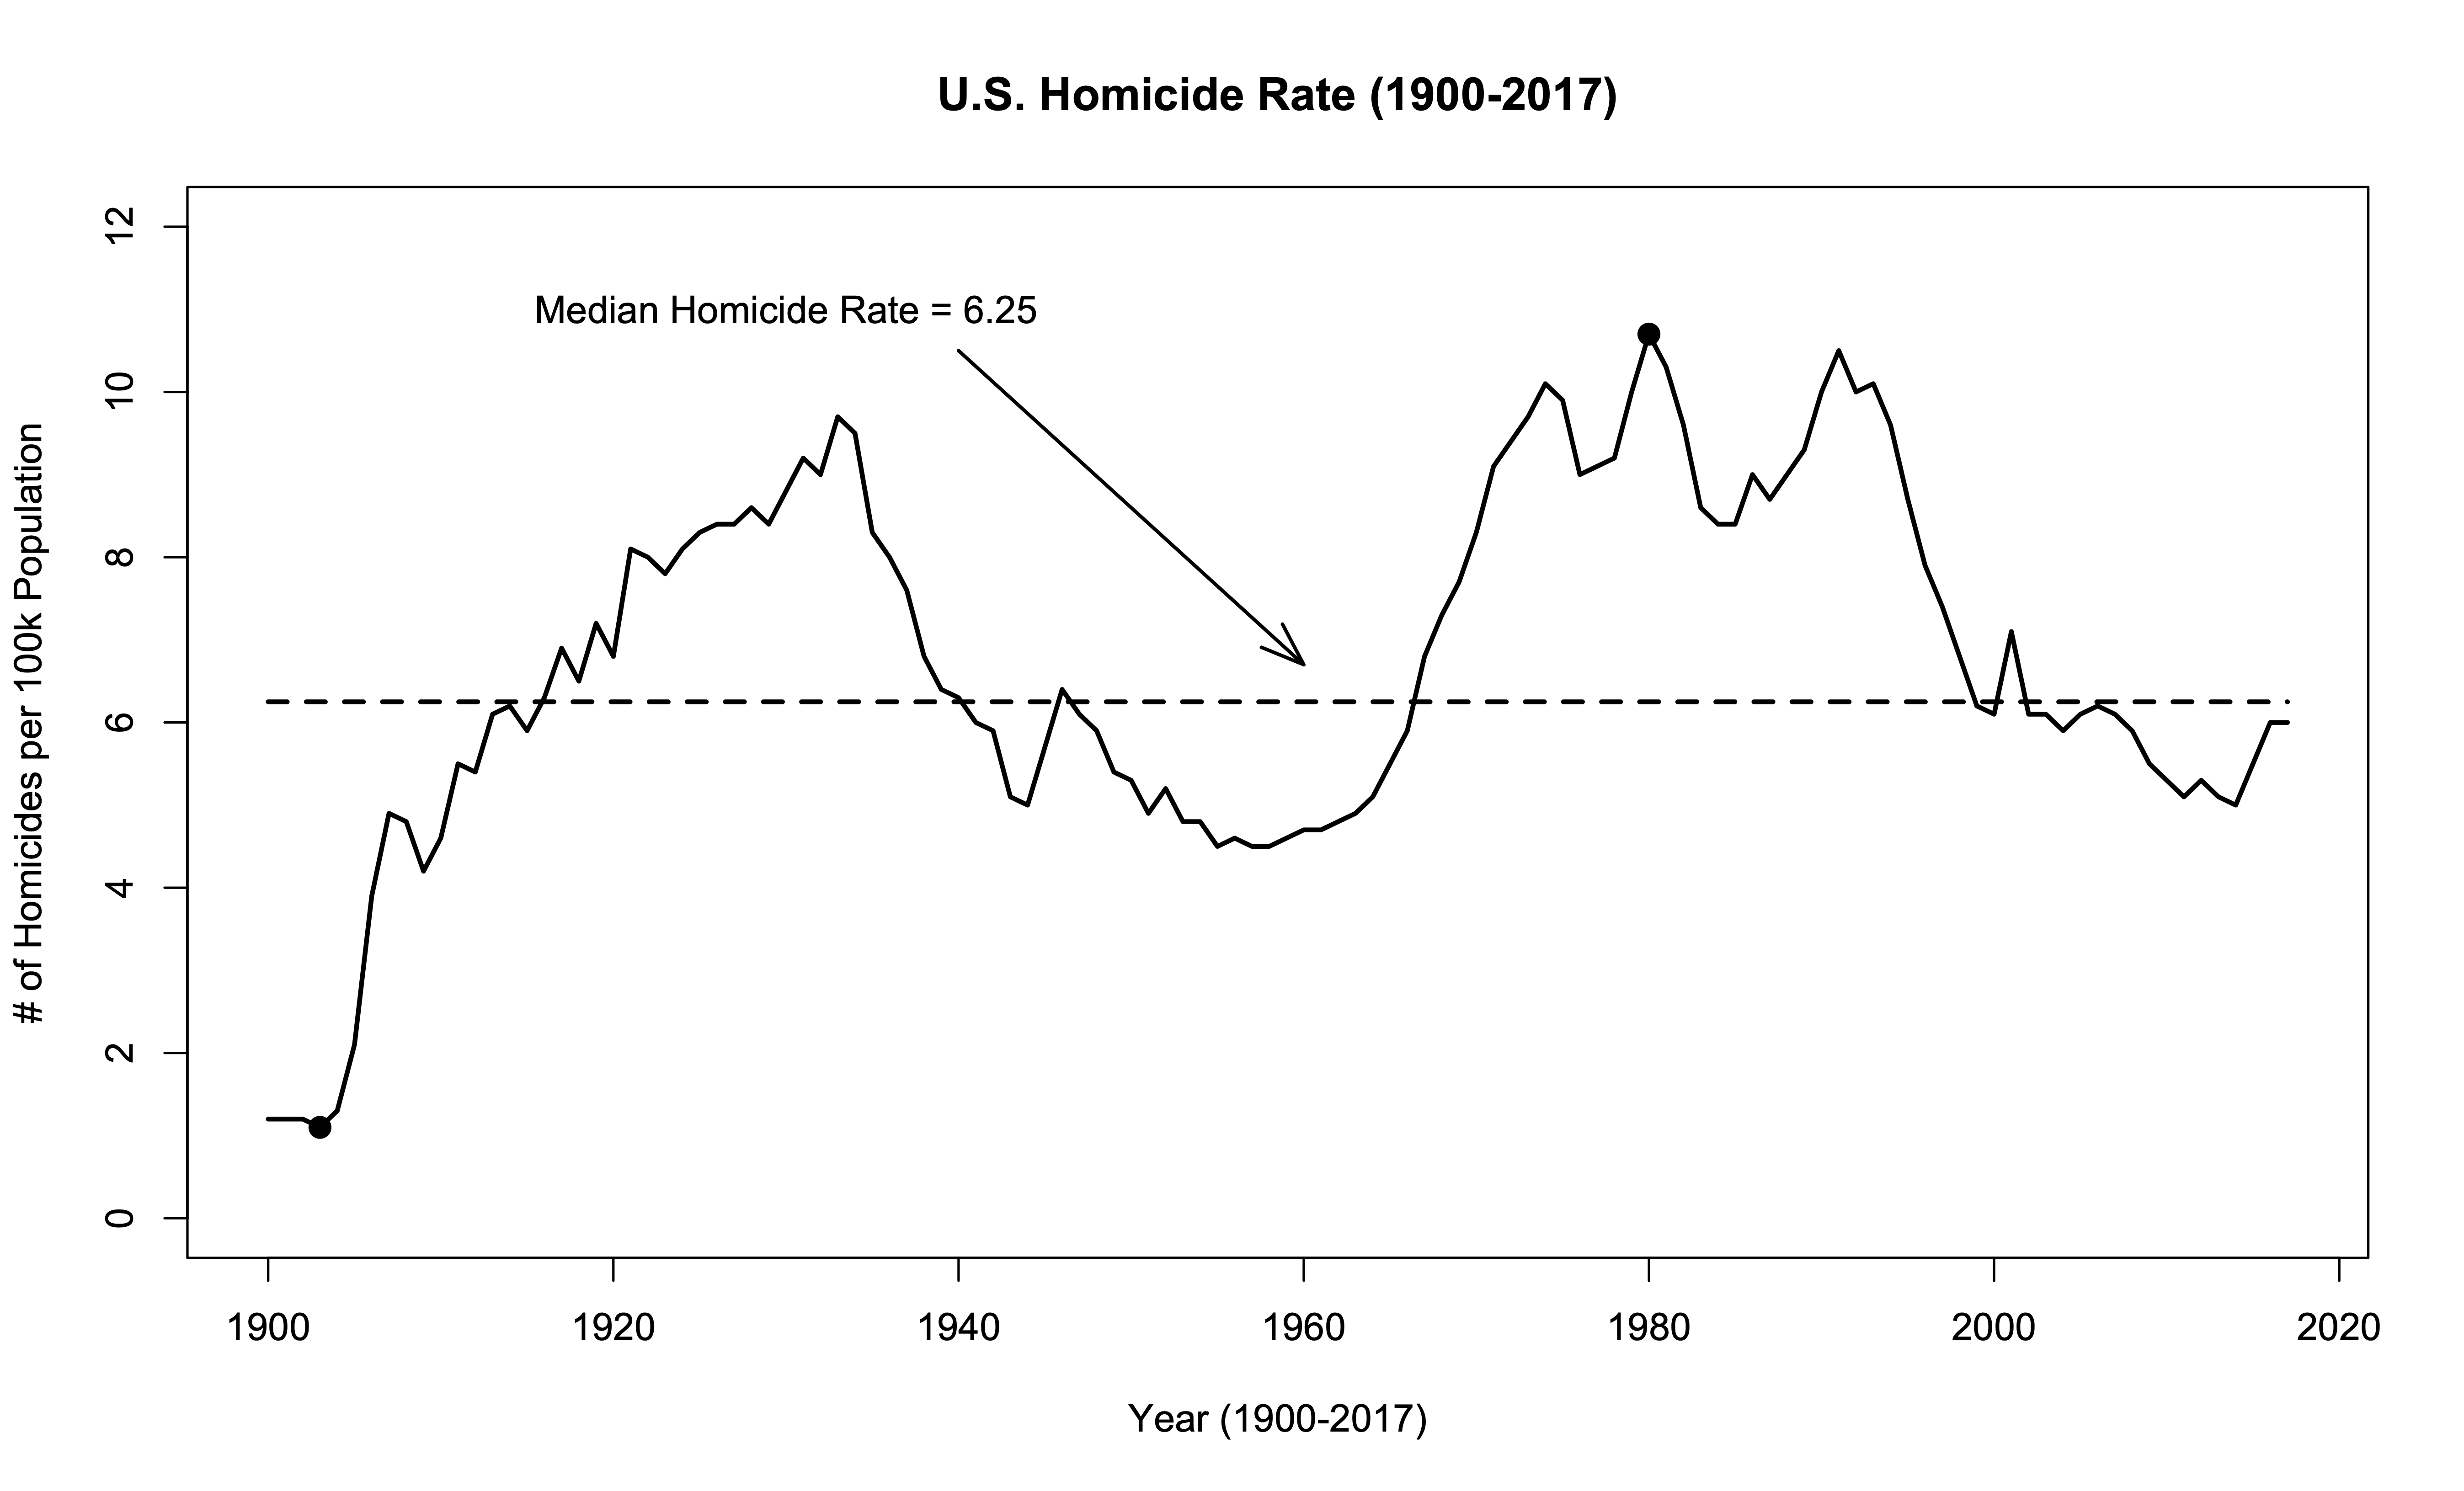 U.S. Homicide Rate (1900-2017)
12
10
8
6
4
2
0
# of Homicides per 100k Population
Median Homicide Rate = 6.25
1900 1920 1940 1960 1980 2000 2020
Year (1900-2017)